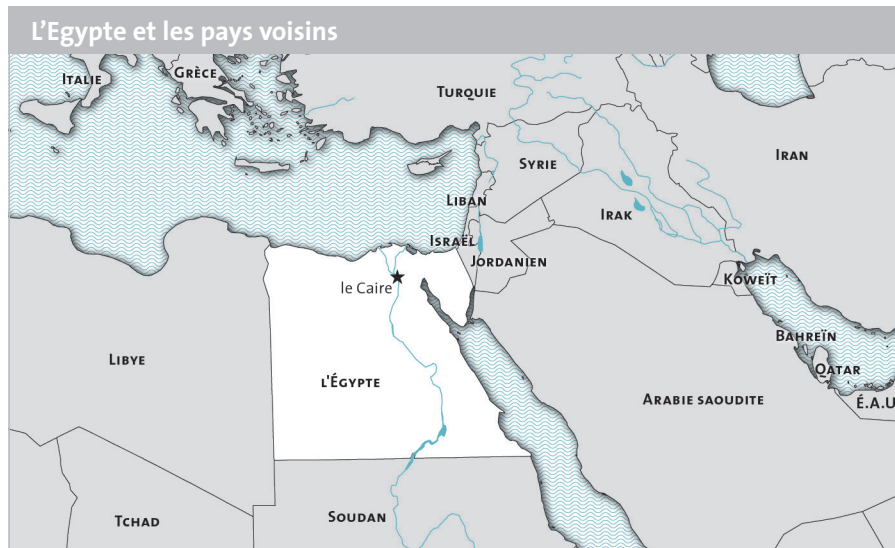 L'Egypte et les pays voisins
ITALIE
GRÈCE
TURQUIE
IRAN
SYRIE
LIBAN
IRAK
ISRAËL
JORDANIEN
KOWEÏT
le Caire
BAHREÏN
LIBYE
QATAR
L'ÉGYPTE
ARABIE SAOUDITE
É.A.U
TCHAD
SOUDAN